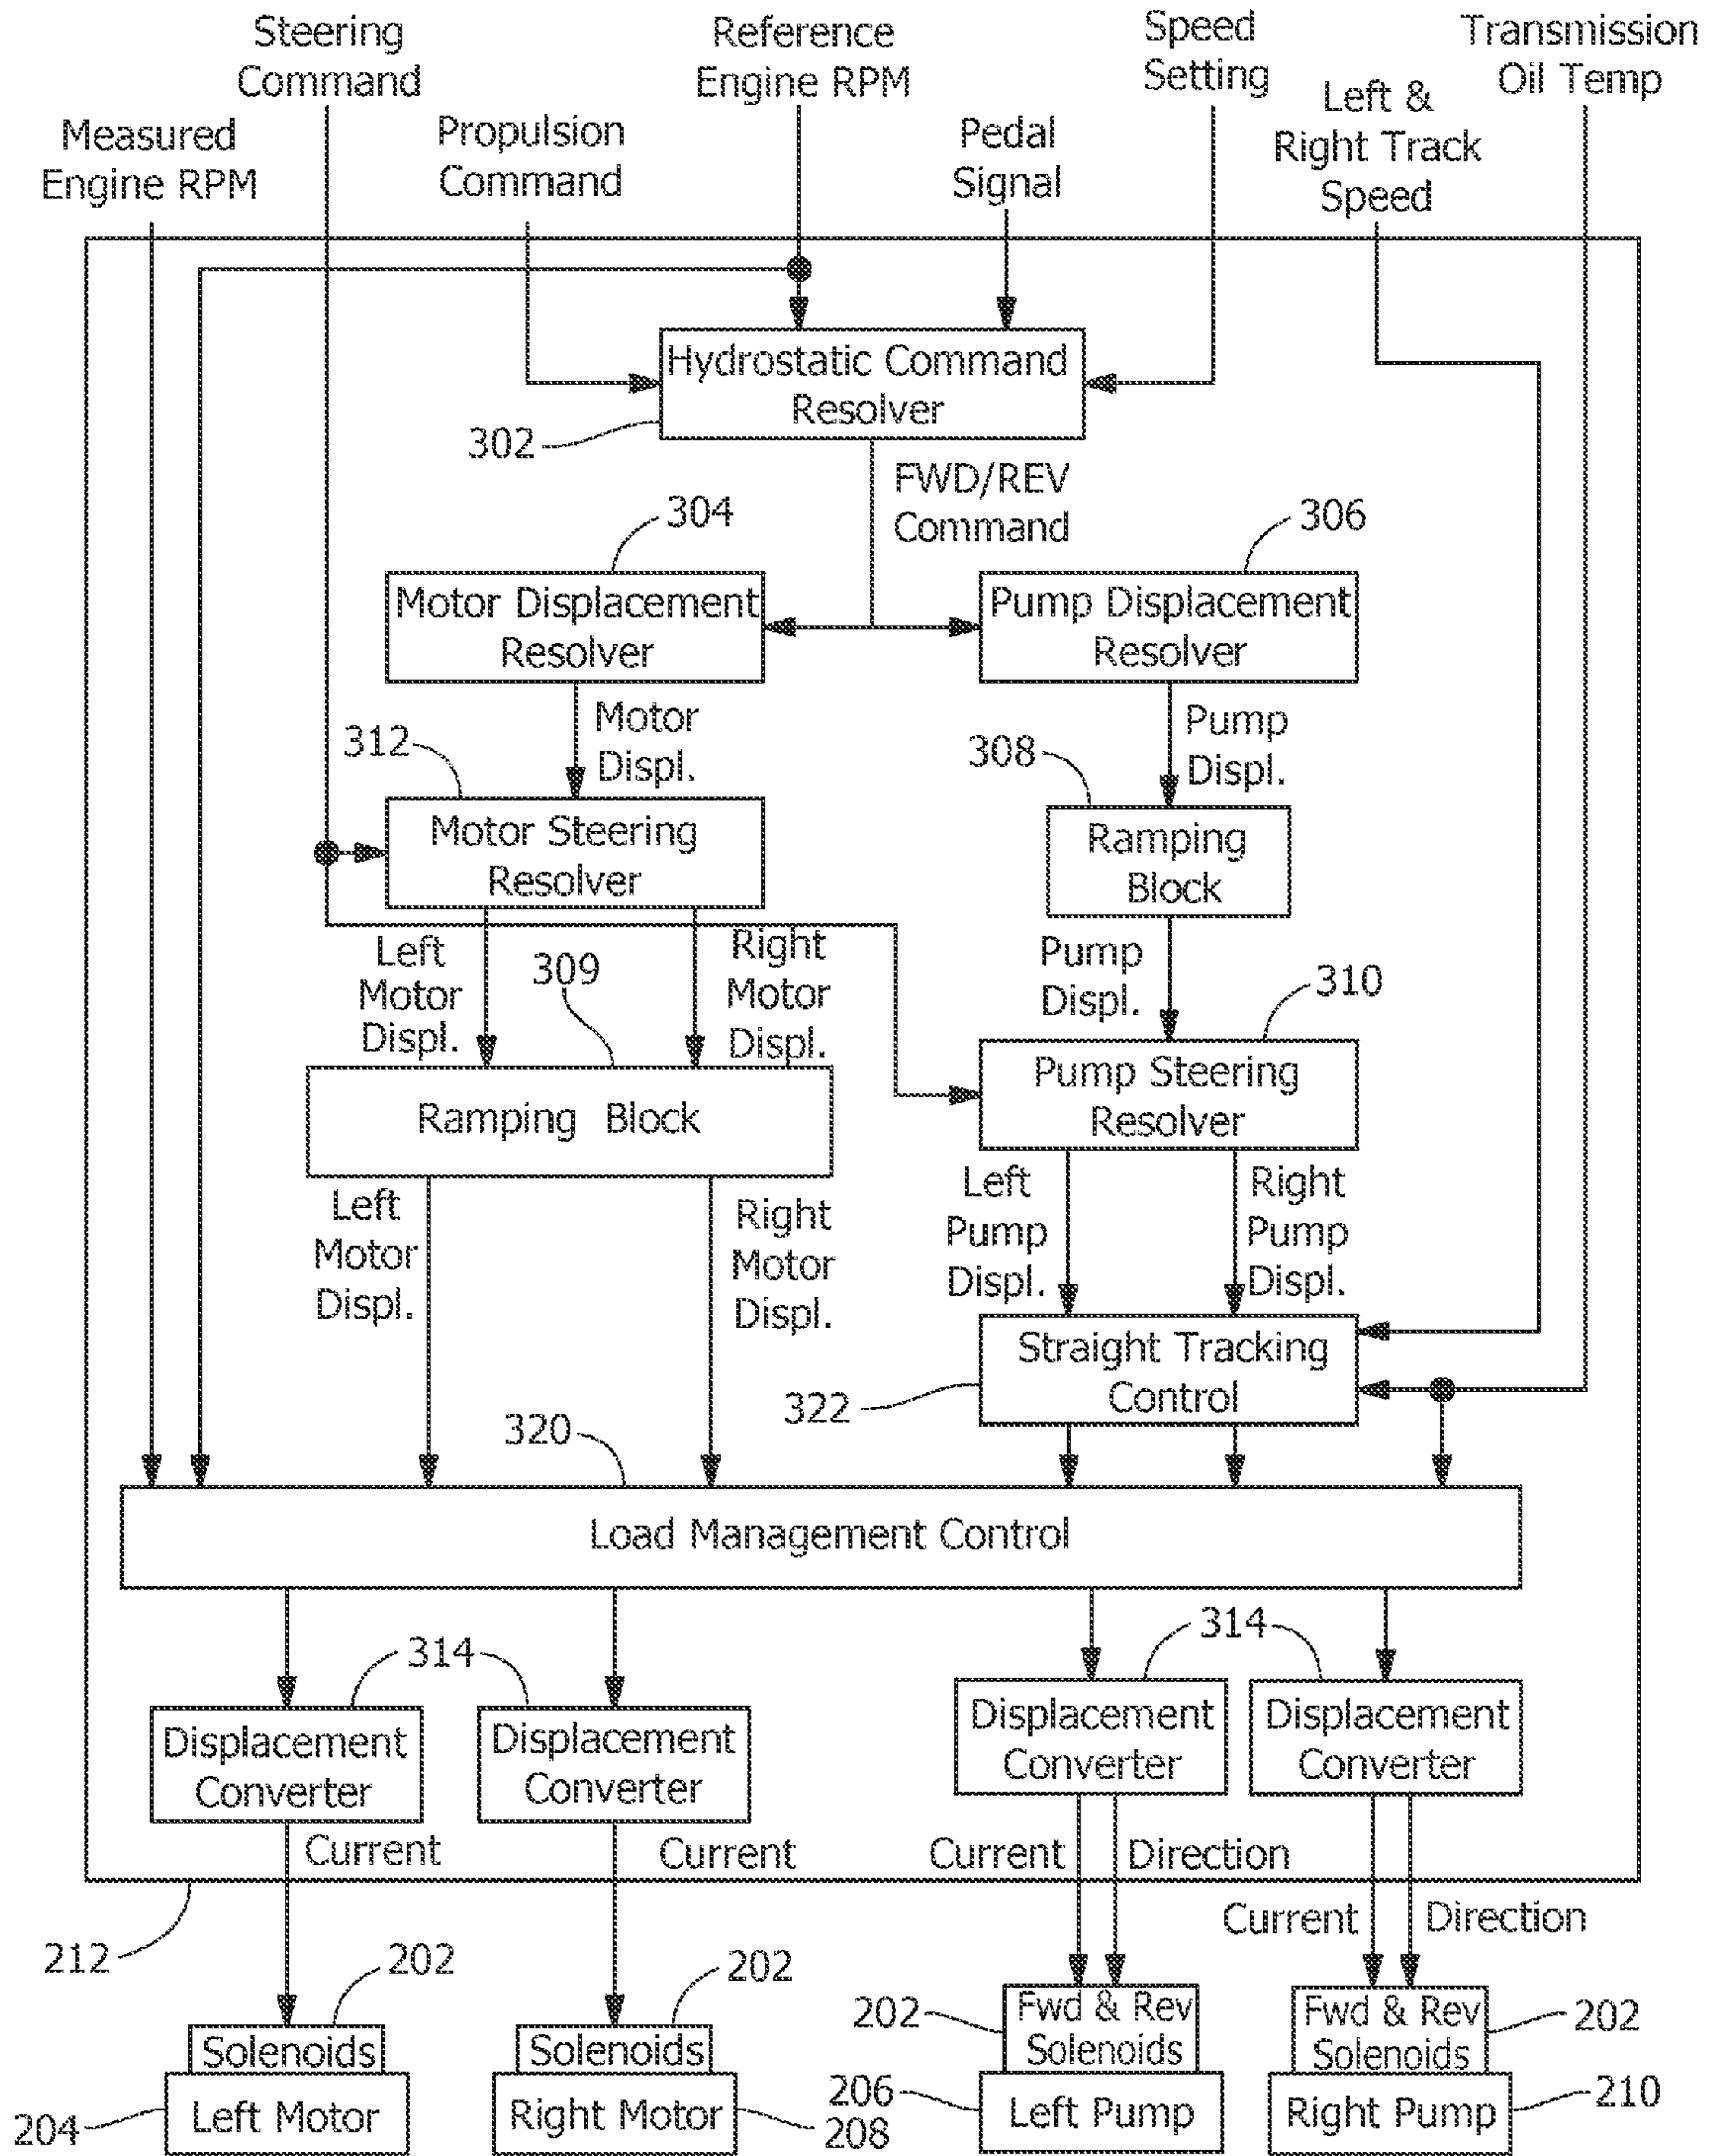 Steering
Command
Reference
Engine RPM
Speed
Setting
Transmission
Oil Temp
Measured
Engine RPM
Propulsion
Command
Pedal
Signal
Left &
Right Track
Speed
Hydrostatic Command
Resolver
302
FWD/REV
Command
304
306
Motor Displacement
Resolver
Pump Displacement
Resolver
312
Motor
Displ.
308
Pump
Displ.
Motor Steering
Resolver
Ramping
Block
Left
Motor
Displ.
309
Right
Motor
Displ.
Pump
Displ.
310
Ramping Block
Pump Steering
Resolver
Left
Motor
Displ.
Right
Motor
Displ.
Left
Pump
Displ.
Right
Pump
Displ.
Straight Tracking
Control
322
320
Load Management Control
314
314
Displacement
Converter
Displacement
Converter
Displacement
Converter
Displacement
Converter
Current
Current
Current
Direction
Current
Direction
212
202
202
202
202
Solenoids
Solenoids
Fwd & Rev
Solenoids
Fwd & Rev
Solenoids
204
Left Motor
Right Motor
208
206
Left Pump
Right Pump
210